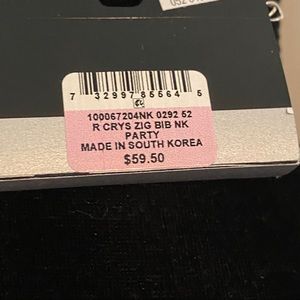 7 32997 85564 5
100067204NK 0292 52
R CRYS ZIG BIB NK
PARTY
MADE IN SOUTH KOREA
$59.50